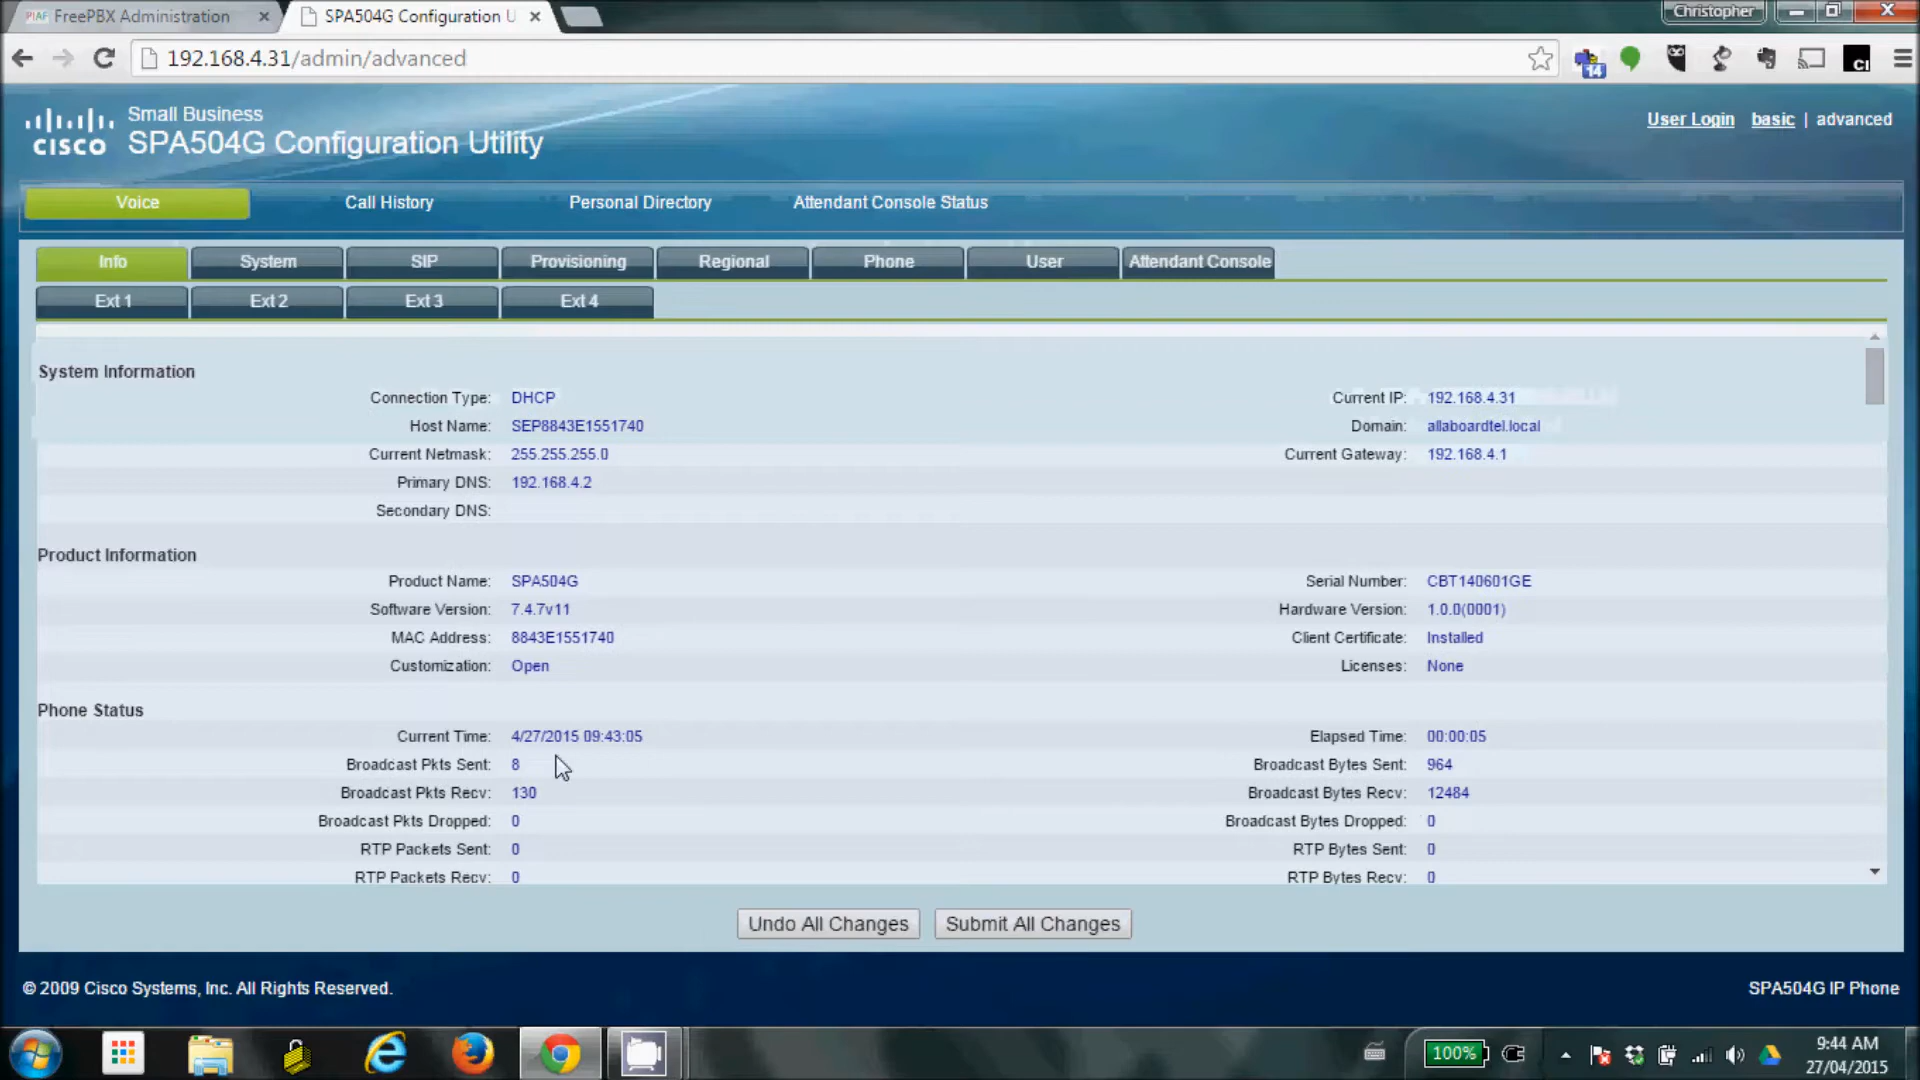 PIAF FreePBX Administration
SPA504G Configuration U
Christopher
192.168.4.31/admin/advanced
14
CI
cisco
Small Business
SPA504G Configuration Utility
User Login basic | advanced
Voice Call History Personal Directory Attendant Console Status
Info System SIP Provisioning Regional Phone User Attendant Console
Ext 1 Ext 2 Ext 3 Ext 4
System Information
Connection Type: DHCP Current IP: 192.168.4.31
Host Name: SEP8843E1551740 Domain: allaboardtel.local
Current Netmask: 255.255.255.0 Current Gateway: 192.168.4.1
Primary DNS: 192.168.4.2
Secondary DNS:
Product Information
Product Name: SPA504G Serial Number: CBT140601GE
Software Version: 7.4.7v11 Hardware Version: 1.0.0(0001)
MAC Address: 8843E1551740 Client Certificate: Installed
Customization: Open Licenses: None
Phone Status
Current Time: 4/27/2015 09:43:05 Elapsed Time: 00:00:05
Broadcast Pkts Sent: 8 Broadcast Bytes Sent: 964
Broadcast Pkts Recv: 130 Broadcast Bytes Recv: 12484
Broadcast Pkts Dropped: 0 Broadcast Bytes Dropped: 0
RTP Packets Sent: 0 RTP Bytes Sent: 0
RTP Packets Recv: 0 RTP Bytes Recv: 0
Undo All Changes Submit All Changes
© 2009 Cisco Systems, Inc. All Rights Reserved. SPA504G IP Phone
100%
9:44 AM
27/04/2015